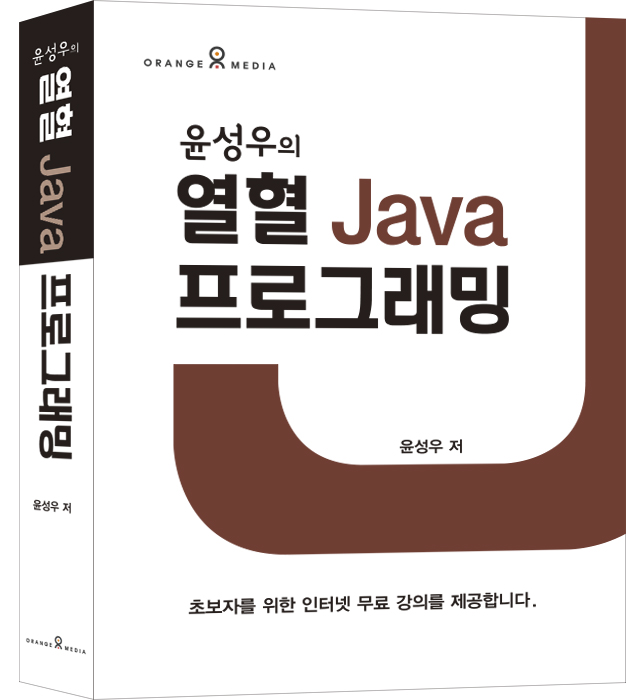 ORANGE MEDIA
윤성우의
열혈 Java
프로그래밍
윤성우 저
초보자를 위한 인터넷 무료 강의를 제공합니다.
윤성우의 열혈 Java 프로그래밍
윤성우 저
ORANGE MEDIA